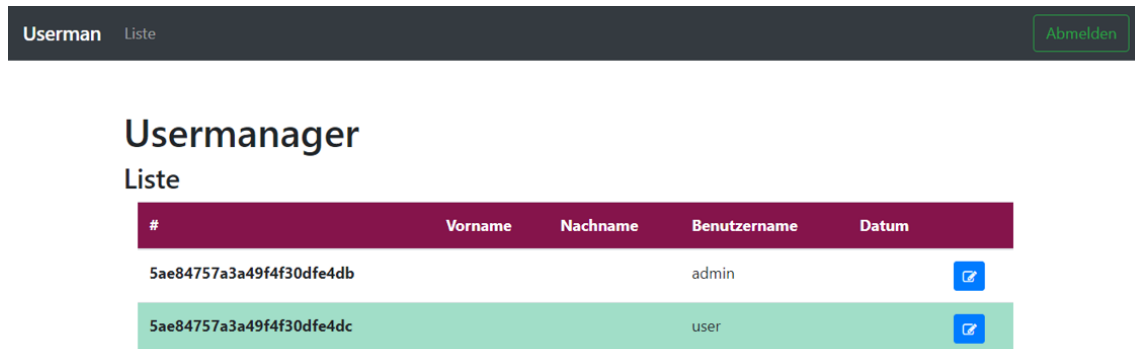 Userman Liste Abmelden
Usermanager
Liste
# Vorname Nachname Benutzername Datum
5ae84757a3a49f4f30dfe4db admin
5ae84757a3a49f4f30dfe4dc user